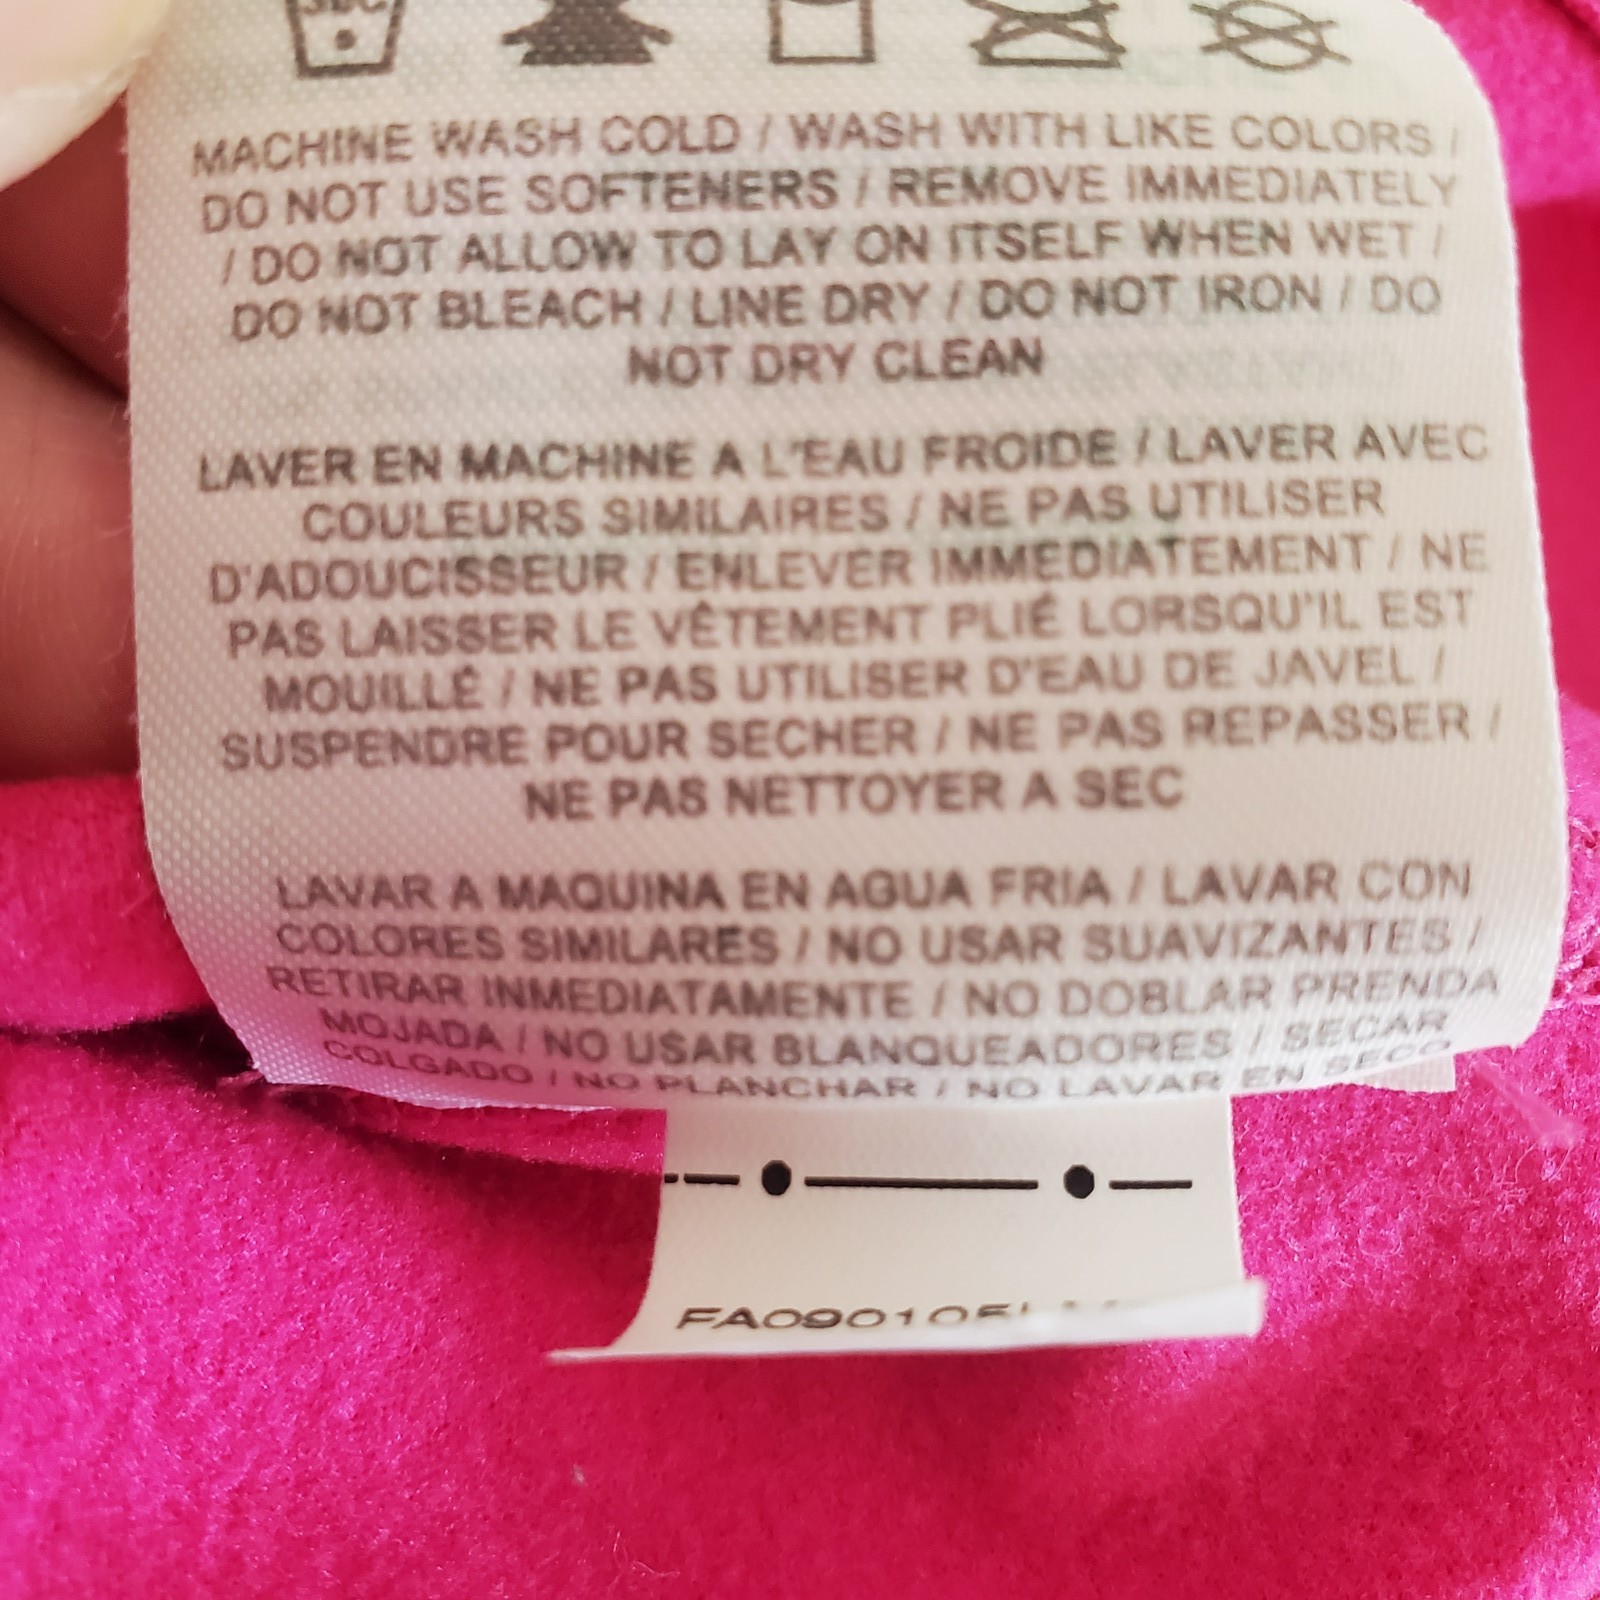 MACHINE WASH COLD / WASH WITH LIKE COLORS /
DO NOT USE SOFTENERS / REMOVE IMMEDIATELY
/ DO NOT ALLOW TO LAY ON ITSELF WHEN WET /
DO NOT BLEACH / LINE DRY / DO NOT IRON / DO
NOT DRY CLEAN
LAVER EN MACHINE A L'EAU FROIDE / LAVER AVEC
COULEURS SIMILAIRES / NE PAS UTILISER
D'ADOUCISSEUR / ENLEVER IMMEDIATEMENT / NE
PAS LAISSER LE VÊTEMENT PLIÉ LORSQU'IL EST
MOUILLÉ / NE PAS UTILISER D'EAU DE JAVEL /
SUSPENDRE POUR SECHER / NE PAS REPASSER /
NE PAS NETTOYER A SEC
LAVAR A MAQUINA EN AGUA FRIA / LAVAR CON
COLORES SIMILARES / NO USAR SUAVIZANTES /
RETIRAR INMEDIATAMENTE / NO DOBLAR PRENDA
MOJADA / NO USAR BLANQUEADORES / SECAR
COLGADO / NO PLANCHAR / NO LAVAR EN SECO